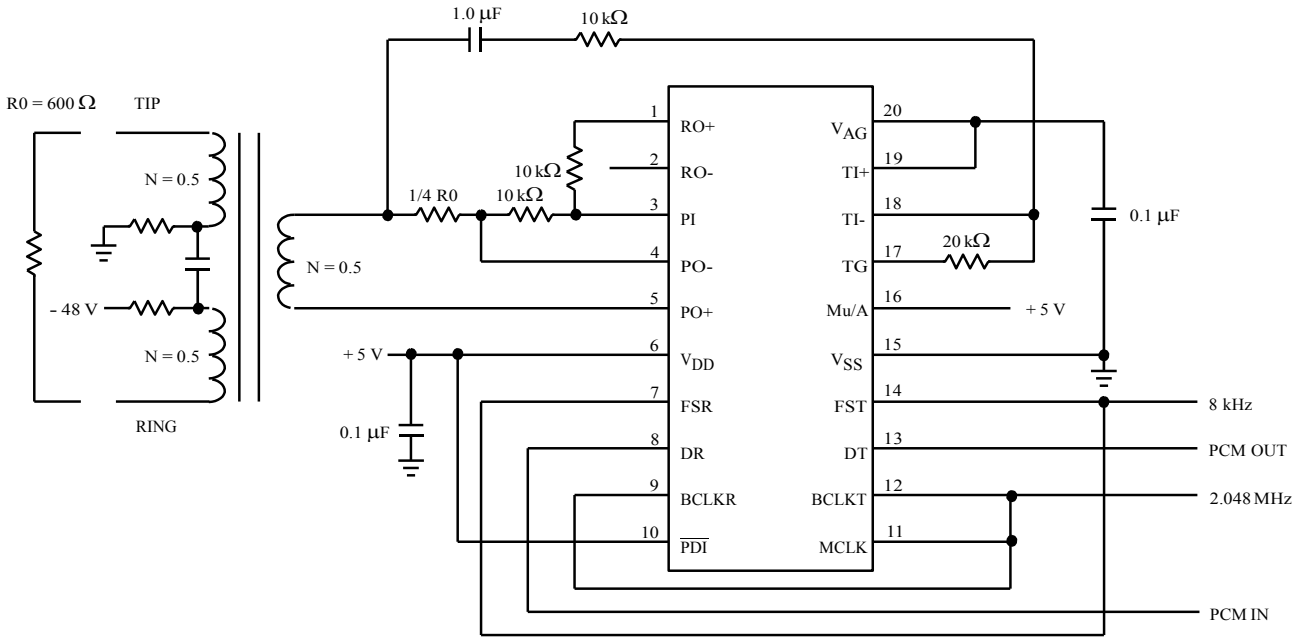 1.0 µF
10 kΩ
R0 = 600 Ω
TIP
N = 0.5
- 48 V
N = 0.5
RING
N = 0.5
1/4 R0
10 kΩ
10 kΩ
1
RO+
2
RO-
3
PI
4
PO-
5
PO+
+ 5 V
6
VDD
7
FSR
0.1 µF
8
DR
9
BCLKR
10
PDI
20
VAG
19
TI+
18
TI-
0.1 µF
17
TG
20 kΩ
16
Mu/A
+ 5 V
15
VSS
14
FST
8 kHz
13
DT
PCM OUT
12
BCLKT
2.048 MHz
11
MCLK
PCM IN